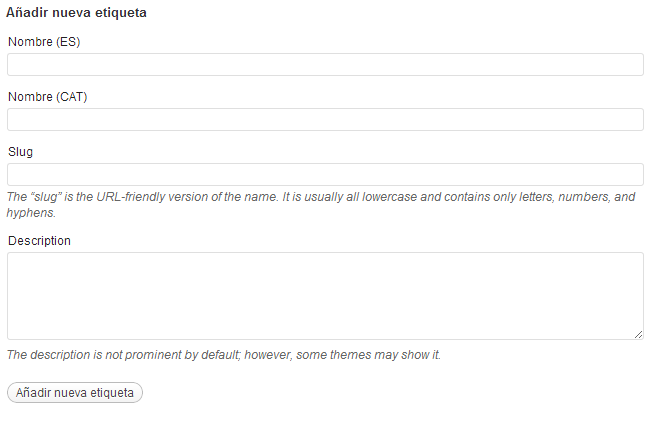 Añadir nueva etiqueta
Nombre (ES)
Nombre (CAT)
Slug
The “slug” is the URL-friendly version of the name. It is usually all lowercase and contains only letters, numbers, and
hyphens.
Description
The description is not prominent by default; however, some themes may show it.
Añadir nueva etiqueta